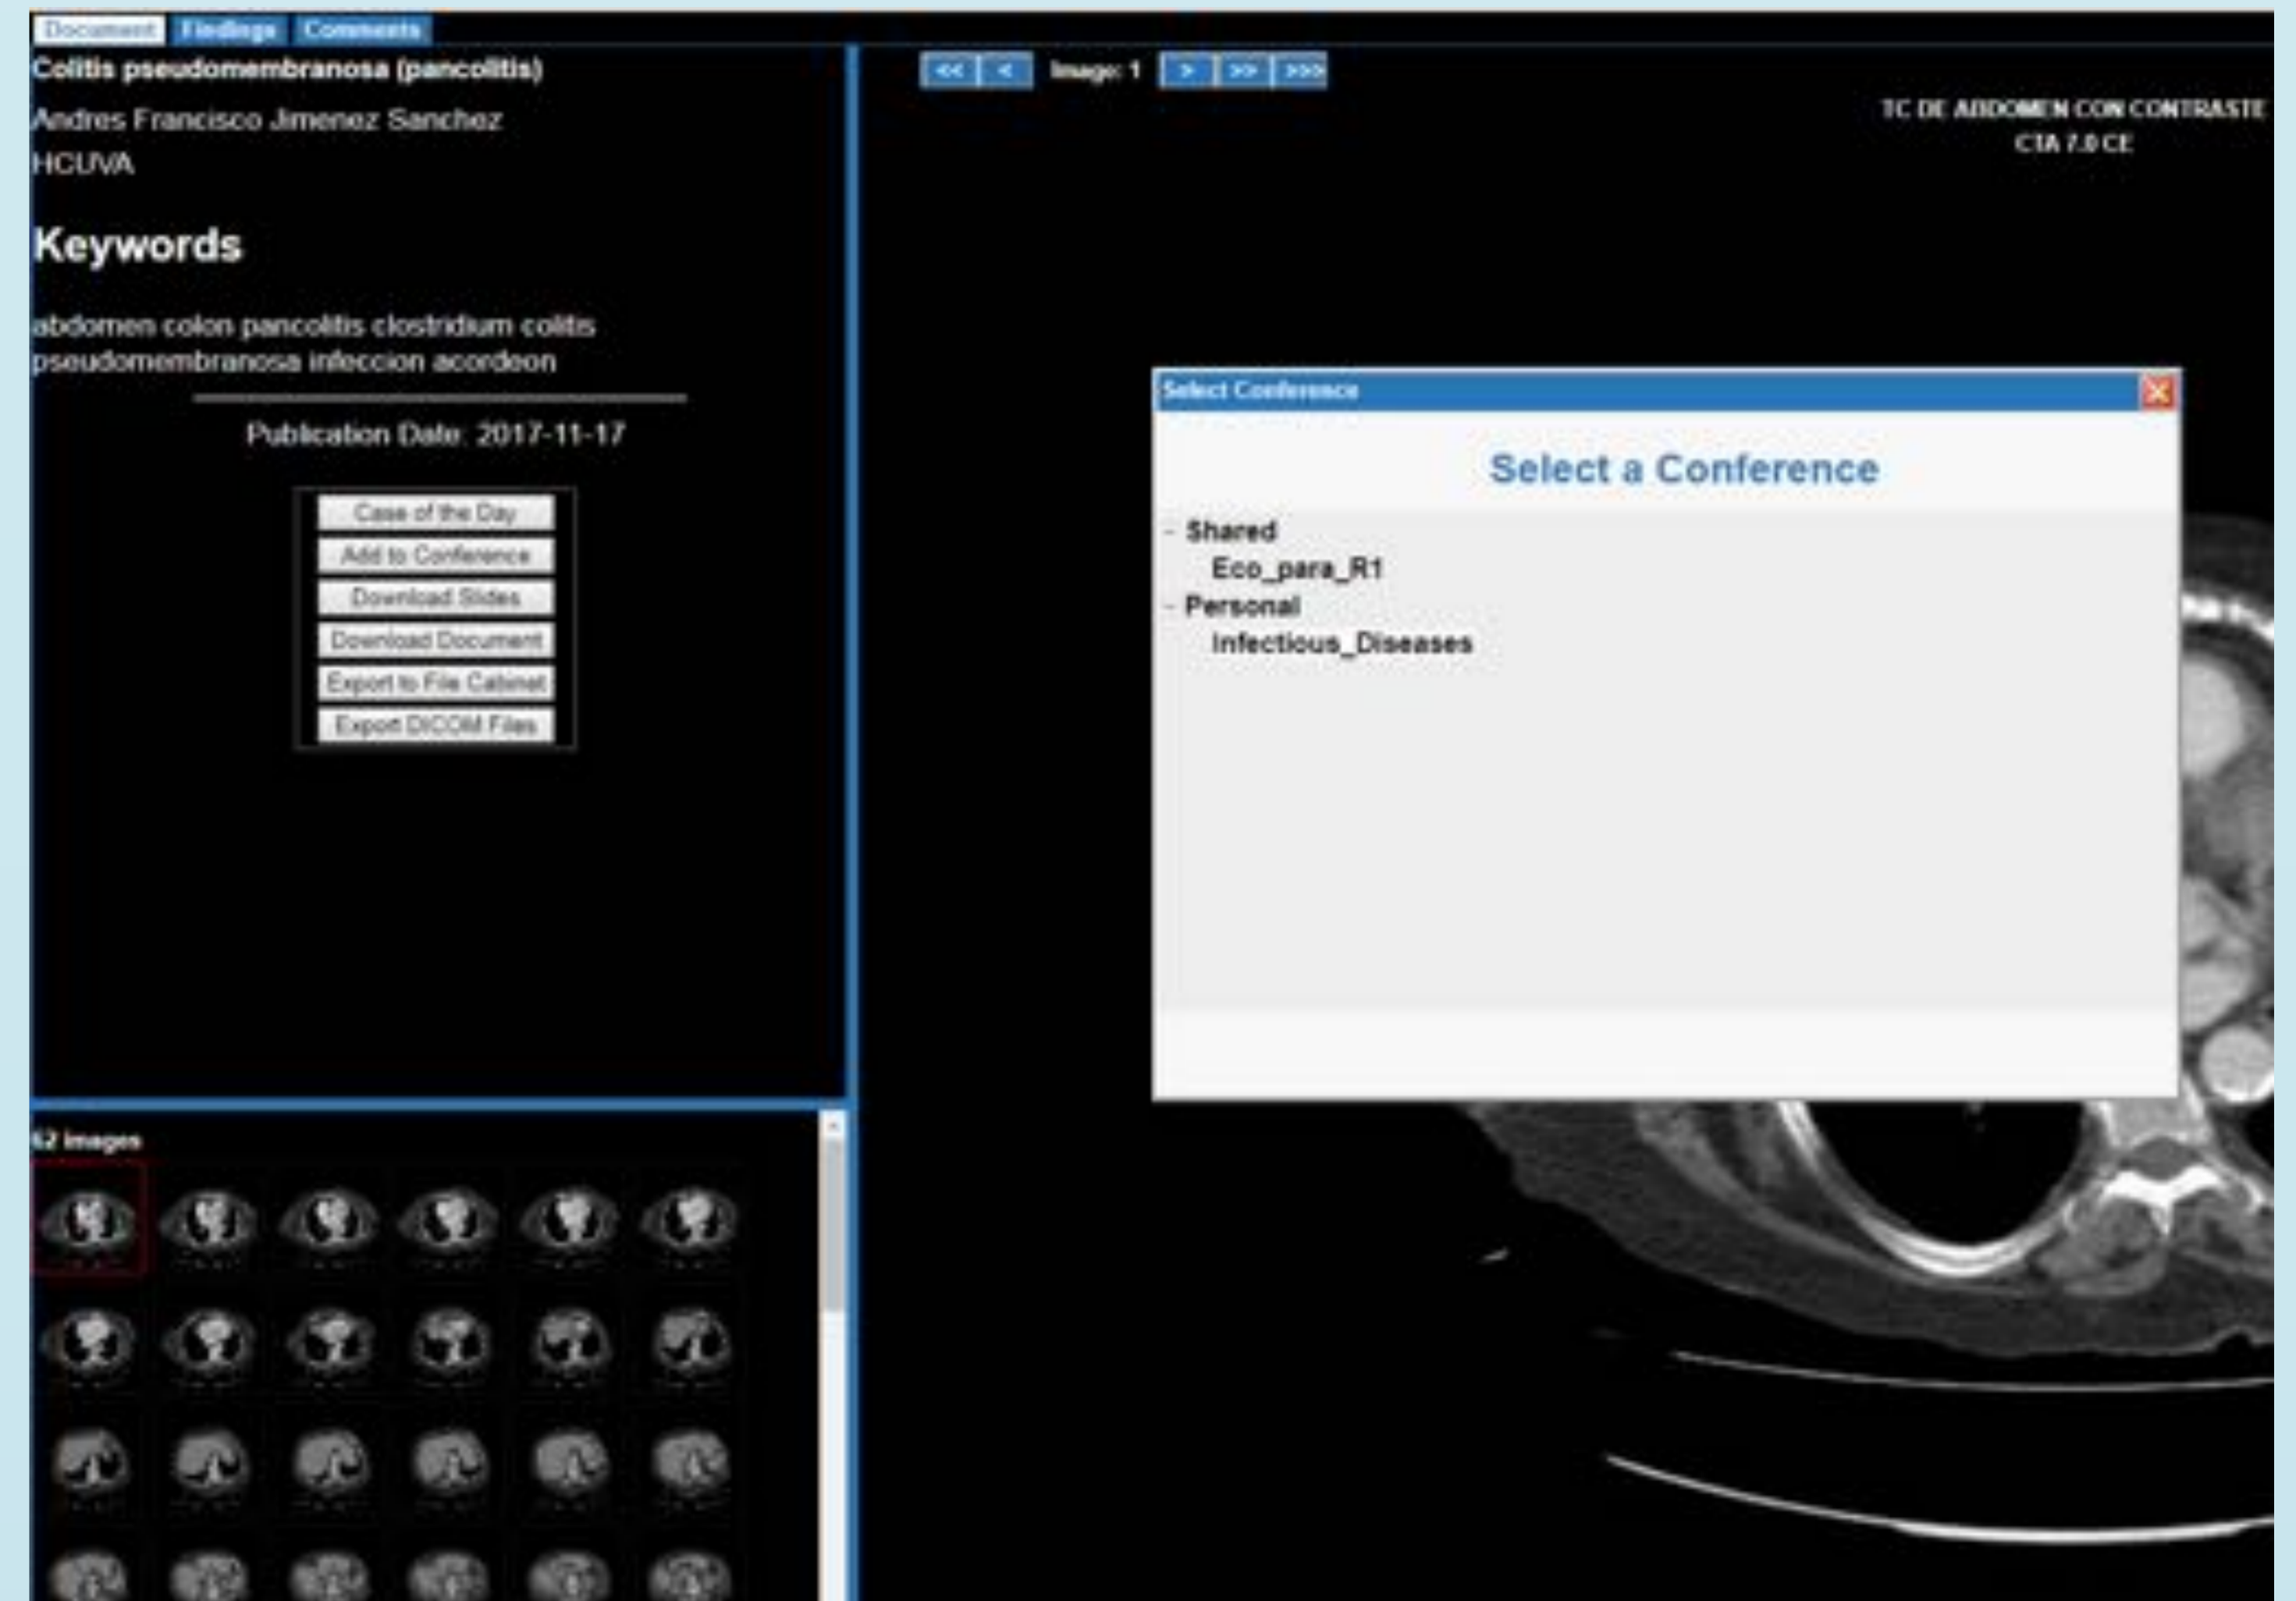 Document Findings Comments
Colitis pseudomembranosa (pancolitis)
Andres Francisco Jimenez Sanchez
HCUVA
Keywords
abdomen colon pancolitis clostridium colitis
pseudomembranosa infeccion acordeon
Publication Date: 2017-11-17
Case of the Day
Add to Conference
Download Slides
Download Document
Export to File Cabinet
Export DICOM Files
62 images
<< < Image: 1 > >> >>>
TC DE ABDOMEN CON CONTRASTE
CTA 7.0 CE
Select Conference
Select a Conference
- Shared
Eco_para_R1
- Personal
Infectious_Diseases